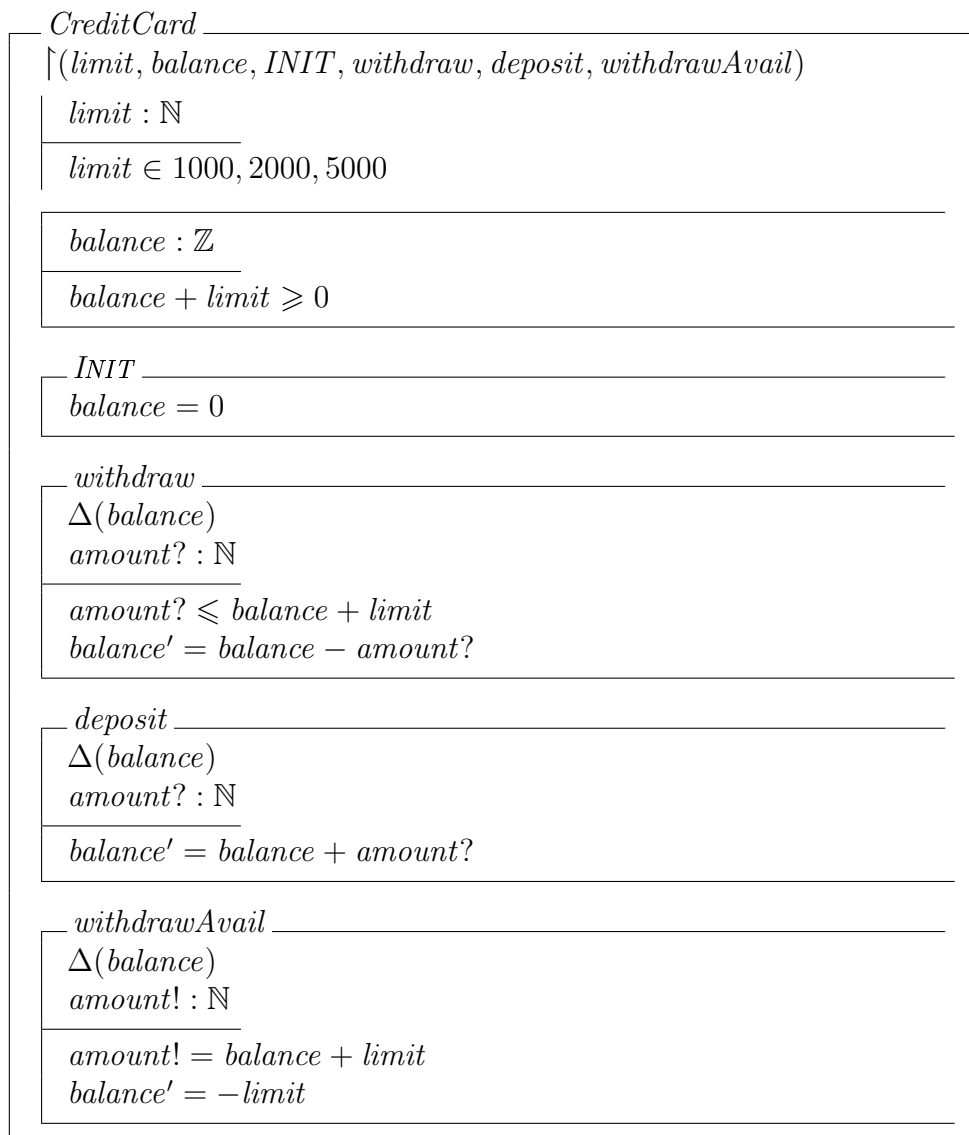 CreditCard
↾(limit, balance, INIT, withdraw, deposit, withdrawAvail)
limit : ℕ
limit ∈ 1000, 2000, 5000
balance : ℤ
balance + limit ⩾ 0
INIT
balance = 0
withdraw
Δ(balance)
amount? : ℕ
amount? ⩽ balance + limit
balance′ = balance − amount?
deposit
Δ(balance)
amount? : ℕ
balance′ = balance + amount?
withdrawAvail
Δ(balance)
amount! : ℕ
amount! = balance + limit
balance′ = −limit